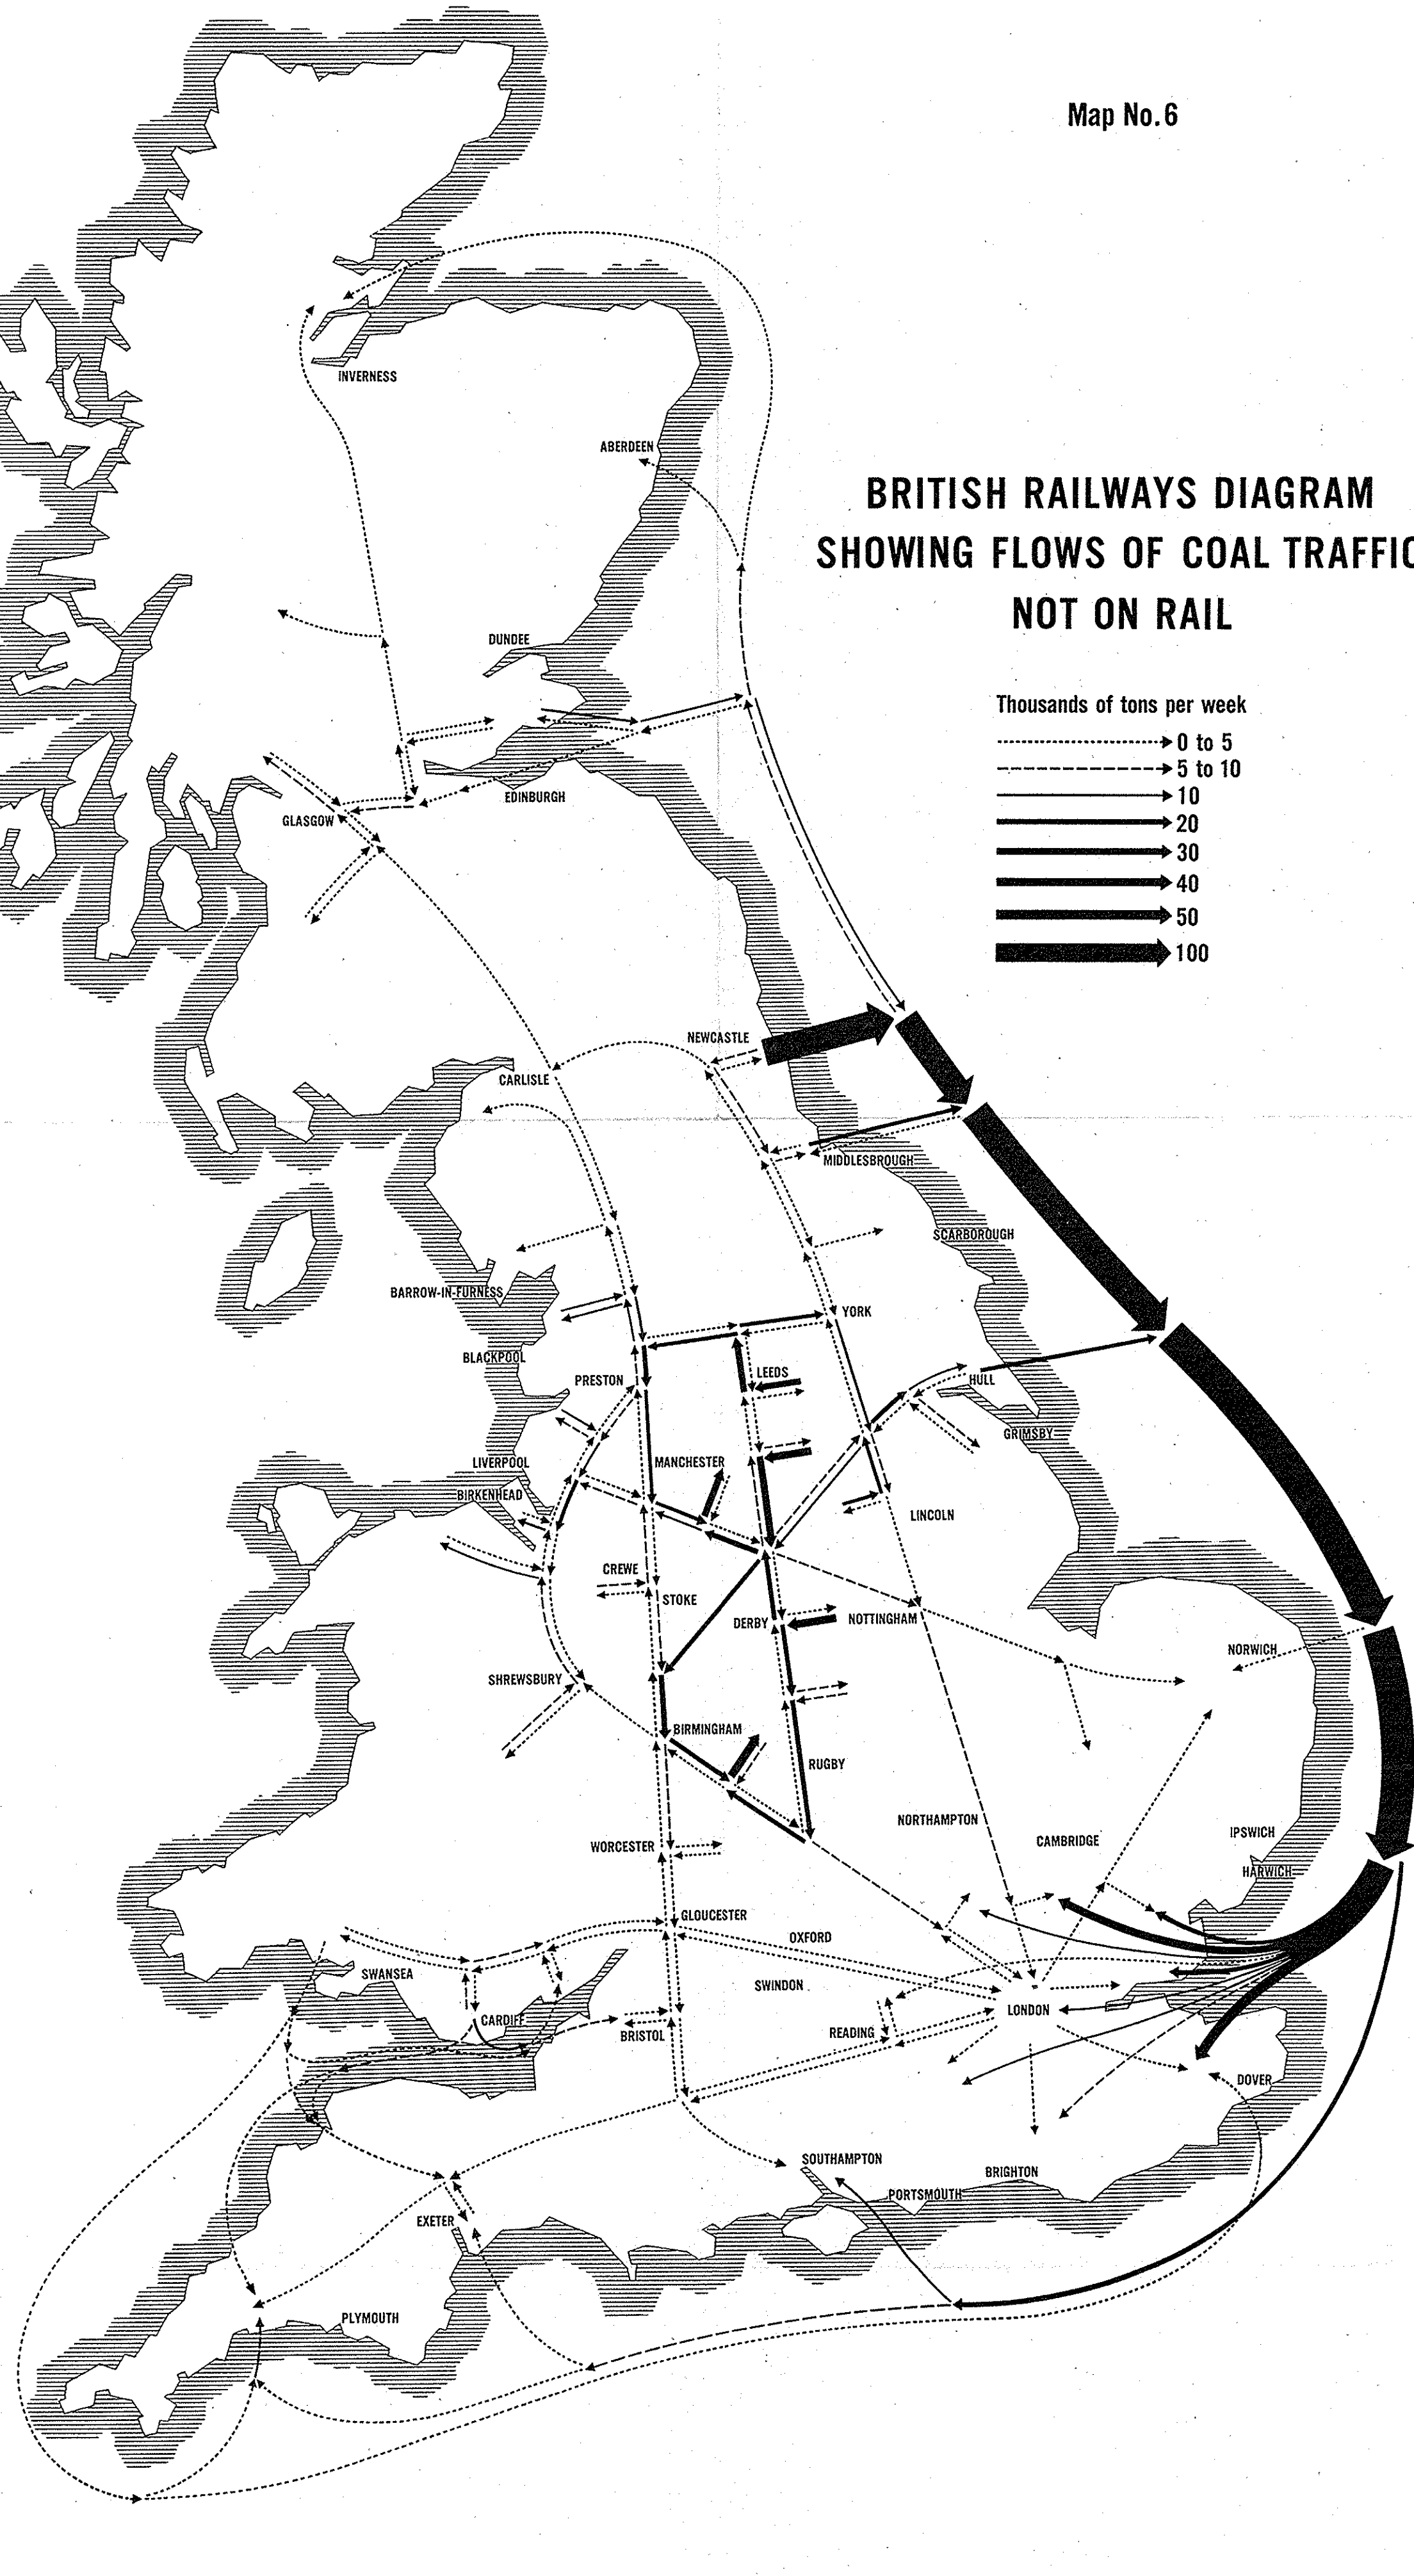 Map No.6
BRITISH RAILWAYS DIAGRAM
SHOWING FLOWS OF COAL TRAFFIC
NOT ON RAIL
Thousands of tons per week
0 to 5
5 to 10
10
20
30
40
50
100
INVERNESS
ABERDEEN
DUNDEE
EDINBURGH
GLASGOW
NEWCASTLE
CARLISLE
MIDDLESBROUGH
SCARBOROUGH
BARROW-IN-FURNESS
YORK
BLACKPOOL
LEEDS
PRESTON
HULL
GRIMSBY
LIVERPOOL
MANCHESTER
BIRKENHEAD
LINCOLN
CREWE
STOKE
DERBY
NOTTINGHAM
NORWICH
SHREWSBURY
BIRMINGHAM
RUGBY
NORTHAMPTON
CAMBRIDGE
IPSWICH
WORCESTER
HARWICH
GLOUCESTER
OXFORD
SWANSEA
SWINDON
LONDON
CARDIFF
BRISTOL
READING
DOVER
SOUTHAMPTON
BRIGHTON
PORTSMOUTH
EXETER
PLYMOUTH